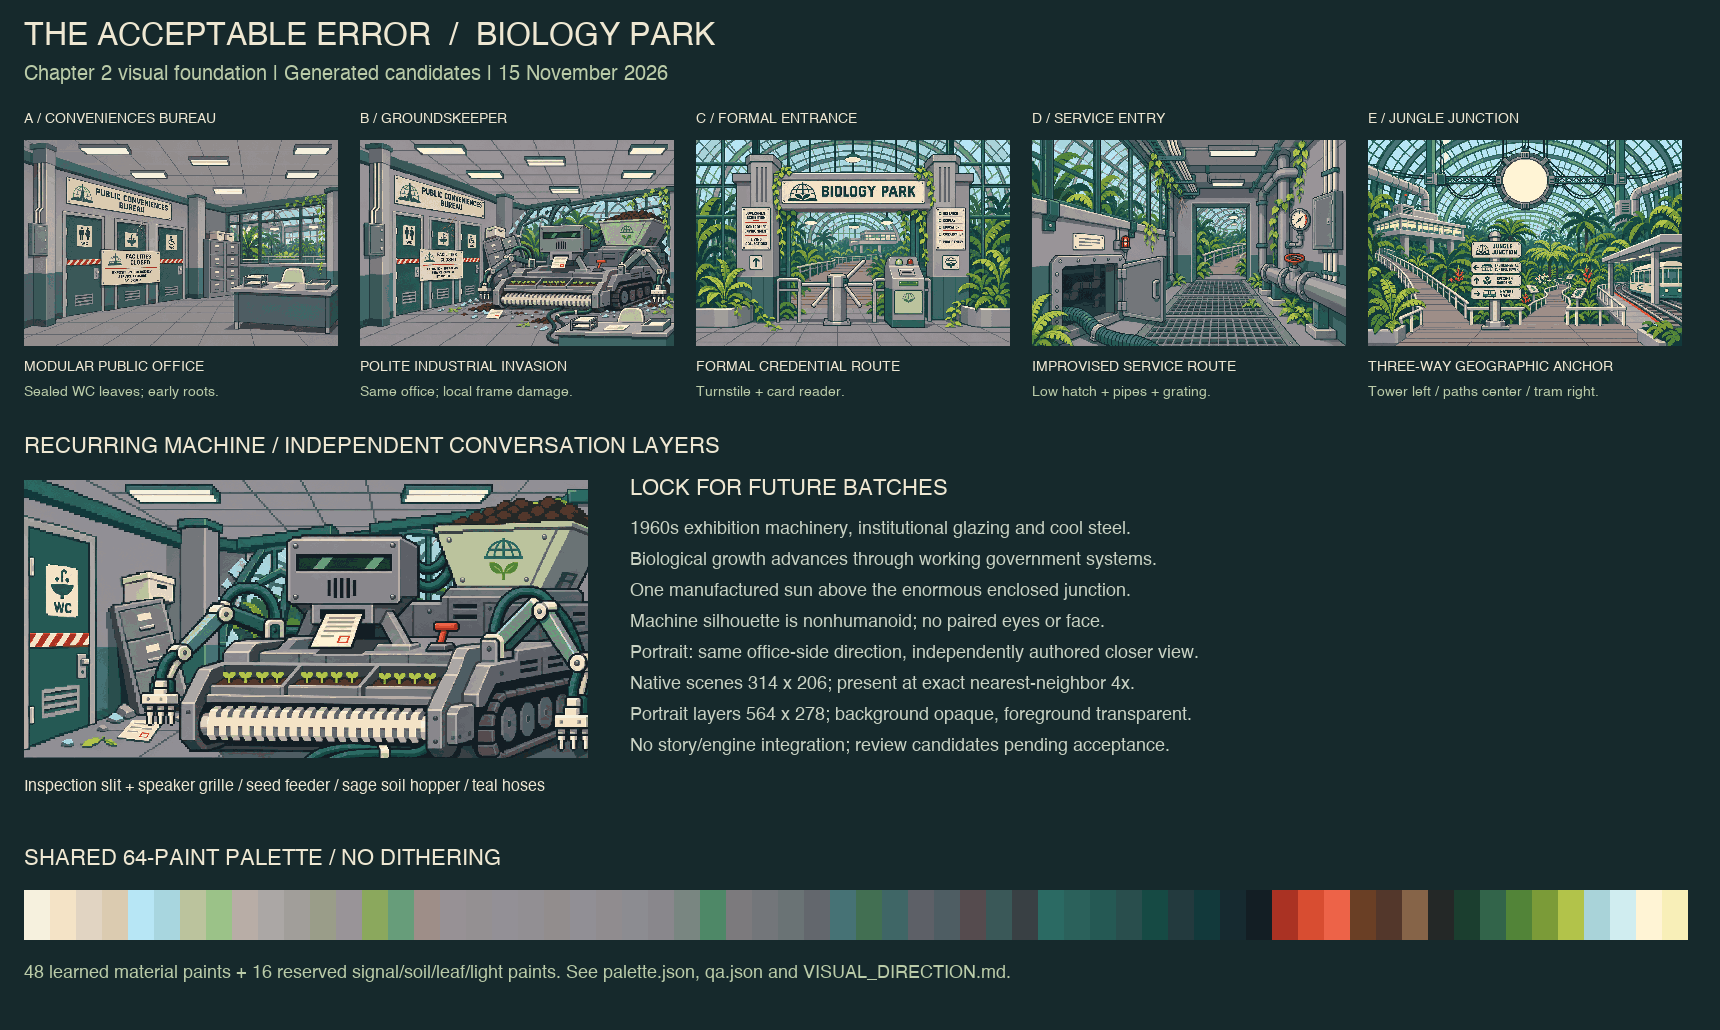 THE ACCEPTABLE ERROR / BIOLOGY PARK
Chapter 2 visual foundation | Generated candidates | 15 November 2026
A / CONVENIENCES BUREAU
B / GROUNDSKEEPER
C / FORMAL ENTRANCE
D / SERVICE ENTRY
E / JUNGLE JUNCTION
PUBLIC CONVENIENCES
BUREAU
FACILITIES
CLOSED
PUBLIC CONVENIENCES
BUREAU
FACILITIES
CLOSED
BIOLOGY PARK
JUNGLE
JUNCTION
MODULAR PUBLIC OFFICE
Sealed WC leaves; early roots.
POLITE INDUSTRIAL INVASION
Same office; local frame damage.
FORMAL CREDENTIAL ROUTE
Turnstile + card reader.
IMPROVISED SERVICE ROUTE
Low hatch + pipes + grating.
THREE-WAY GEOGRAPHIC ANCHOR
Tower left / paths center / tram right.
RECURRING MACHINE / INDEPENDENT CONVERSATION LAYERS
WC
LOCK FOR FUTURE BATCHES
1960s exhibition machinery, institutional glazing and cool steel.
Biological growth advances through working government systems.
One manufactured sun above the enormous enclosed junction.
Machine silhouette is nonhumanoid; no paired eyes or face.
Portrait: same office-side direction, independently authored closer view.
Native scenes 314 x 206; present at exact nearest-neighbor 4x.
Portrait layers 564 x 278; background opaque, foreground transparent.
No story/engine integration; review candidates pending acceptance.
Inspection slit + speaker grille / seed feeder / sage soil hopper / teal hoses
SHARED 64-PAINT PALETTE / NO DITHERING
48 learned material paints + 16 reserved signal/soil/leaf/light paints. See palette.json, qa.json and VISUAL_DIRECTION.md.